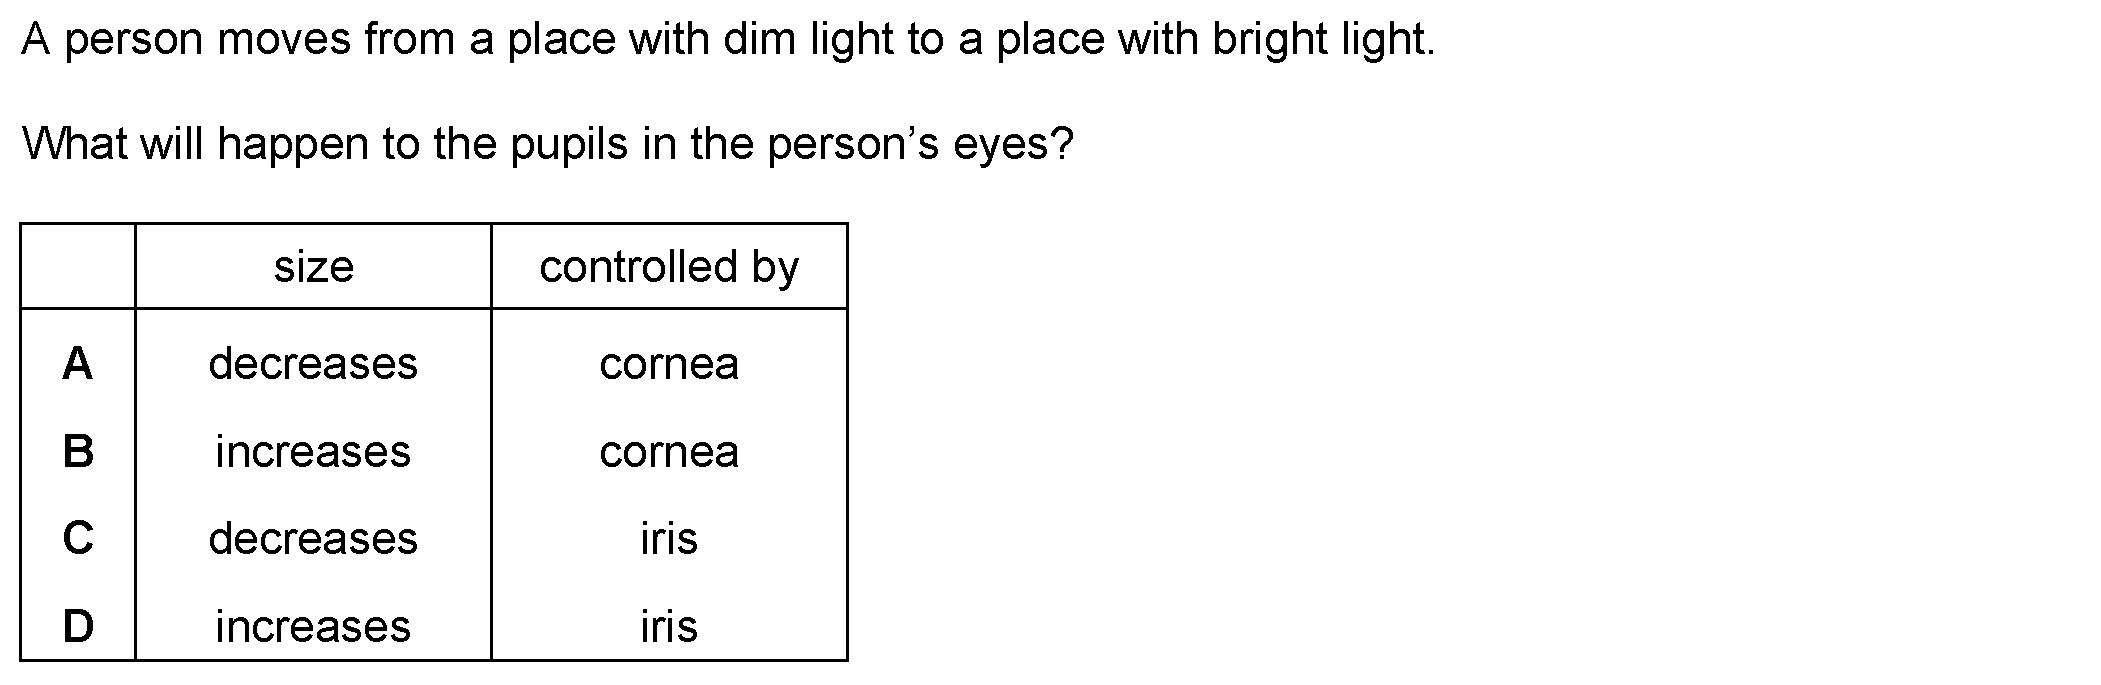 A person moves from a place with dim light to a place with bright light.
What will happen to the pupils in the person’s eyes?
size controlled by
A decreases cornea
B increases cornea
C decreases iris
D increases iris